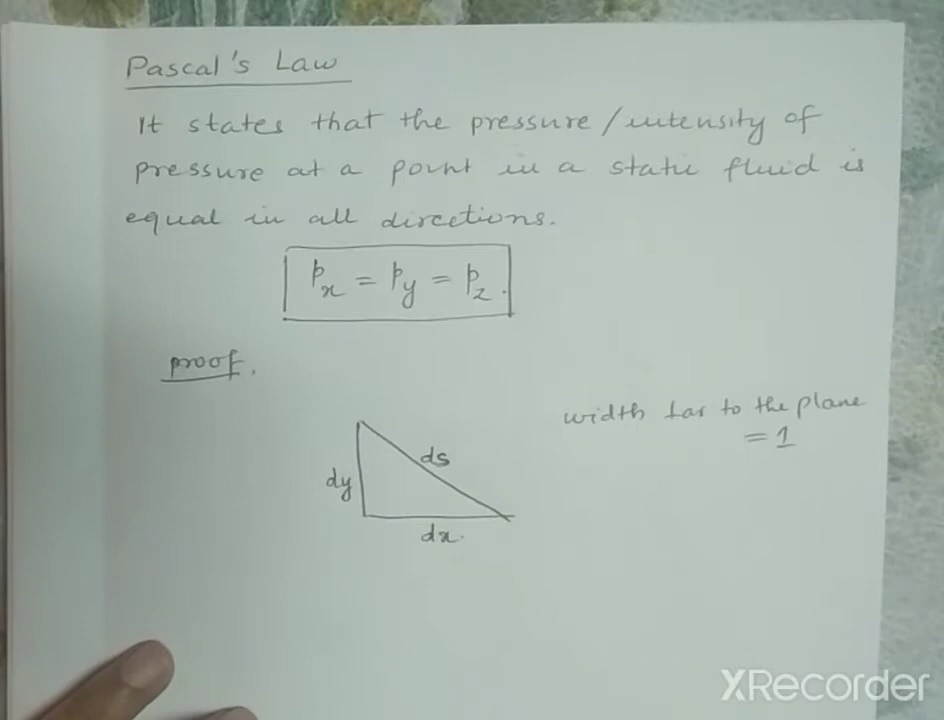 Pascal's Law
It states that the pressure/intensity of
pressure at a point in a static fluid is
equal in all directions.
px = py = pz.
proof.
width ⊥ar to the plane
= 1
ds
dy
dx.
XRecorder